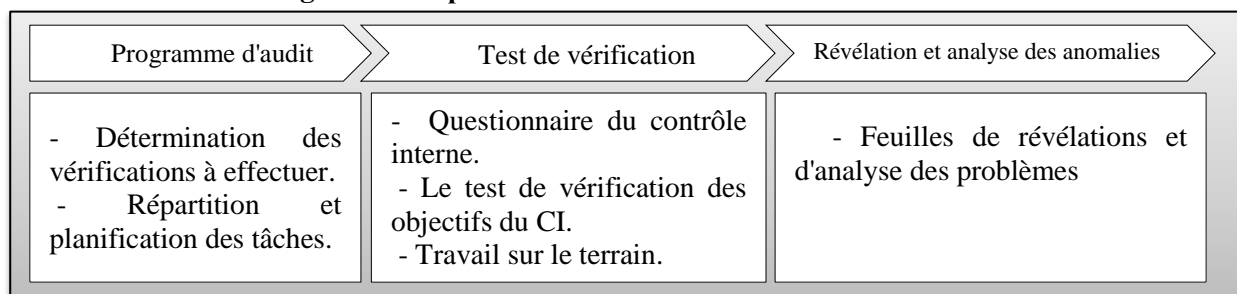 Programme d'audit
Test de vérification
Révélation et analyse des anomalies
- Détermination des
vérifications à effectuer.
- Répartition et
planification des tâches.
- Questionnaire du contrôle
interne.
- Le test de vérification des
objectifs du CI.
- Travail sur le terrain.
- Feuilles de révélations et
d'analyse des problèmes